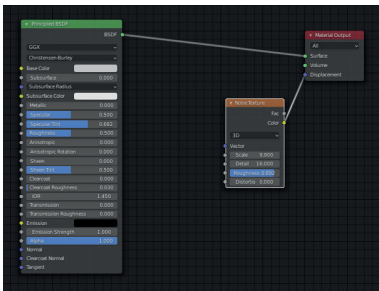 Principled BSDF
BSDF
GGX
Christensen-Burley
Base Color
Subsurface 0.000
Subsurface Radius
Subsurface Color
Metallic 0.000
Specular 0.500
Specular Tint 0.602
Roughness 0.500
Anisotropic 0.000
Anisotropic Rotation 0.000
Sheen 0.000
Sheen Tint 0.500
Clearcoat 0.000
Clearcoat Roughness 0.030
IOR 1.450
Transmission 0.000
Transmission Roughness 0.000
Emission
Emission Strength 1.000
Alpha 1.000
Normal
Clearcoat Normal
Tangent
Noise Texture
Fac
Color
3D
Vector
Scale
Detail 16.000
Roughness
Distortio 0.000
Material Output
All
Surface
Volume
Displacement